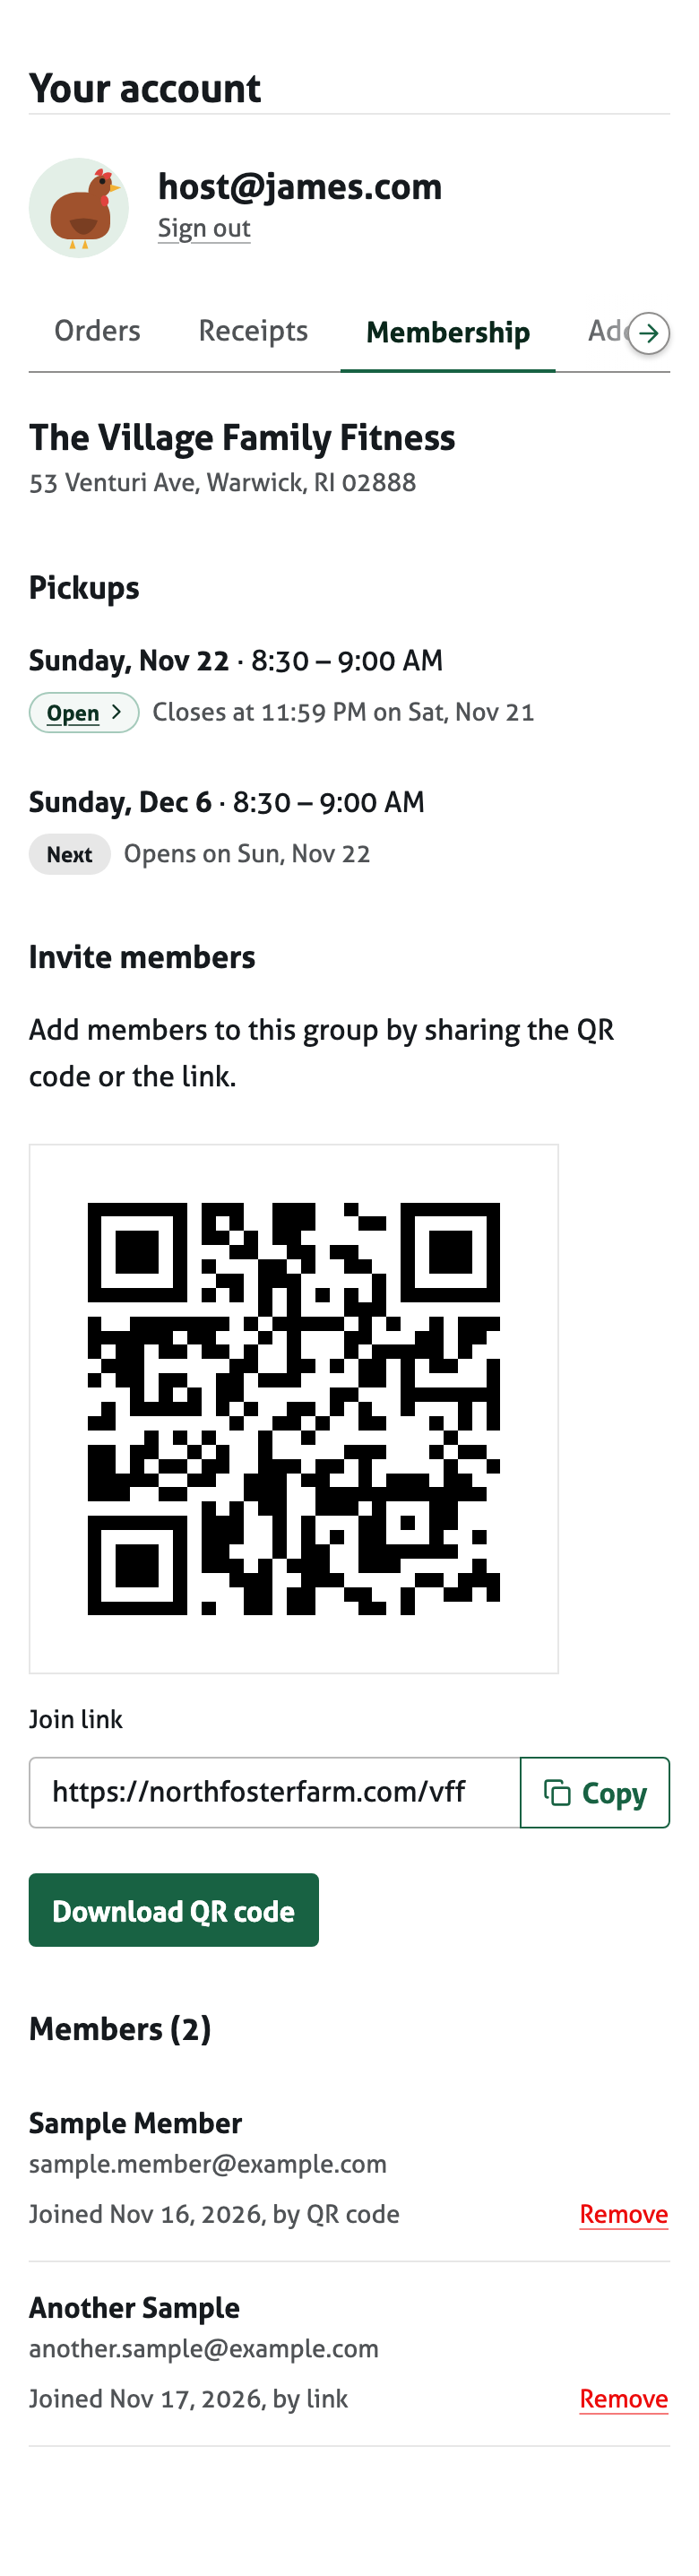 Your account
host@james.com
Sign out
Orders Receipts Membership
The Village Family Fitness
53 Venturi Ave, Warwick, RI 02888
Pickups
Sunday, Nov 22 · 8:30 – 9:00 AM
Open Closes at 11:59 PM on Sat, Nov 21
Sunday, Dec 6 · 8:30 – 9:00 AM
Next Opens on Sun, Nov 22
Invite members
Add members to this group by sharing the QR
code or the link.
Join link
https://northfosterfarm.com/vff Copy
Download QR code
Members (2)
Sample Member
sample.member@example.com
Joined Nov 16, 2026, by QR code Remove
Another Sample
another.sample@example.com
Joined Nov 17, 2026, by link Remove